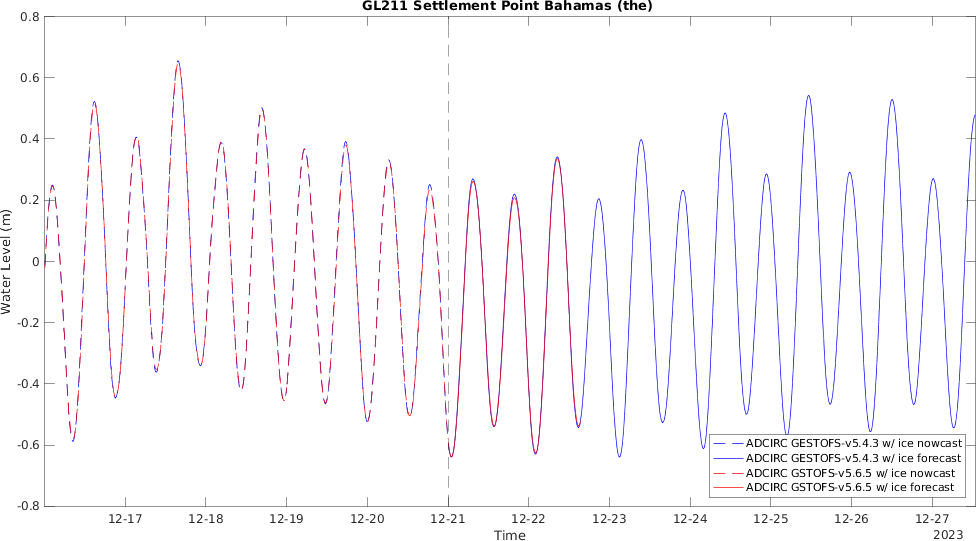 GL211 Settlement Point Bahamas (the)
0.8
0.6
0.4
0.2
0
-0.2
-0.4
-0.6
-0.8
Water Level (m)
ADCIRC GESTOFS-v5.4.3 w/ ice nowcast
ADCIRC GESTOFS-v5.4.3 w/ ice forecast
ADCIRC GSTOFS-v5.6.5 w/ ice nowcast
ADCIRC GSTOFS-v5.6.5 w/ ice forecast
12-17 12-18 12-19 12-20 12-21 12-22 12-23 12-24 12-25 12-26 12-27
Time 2023